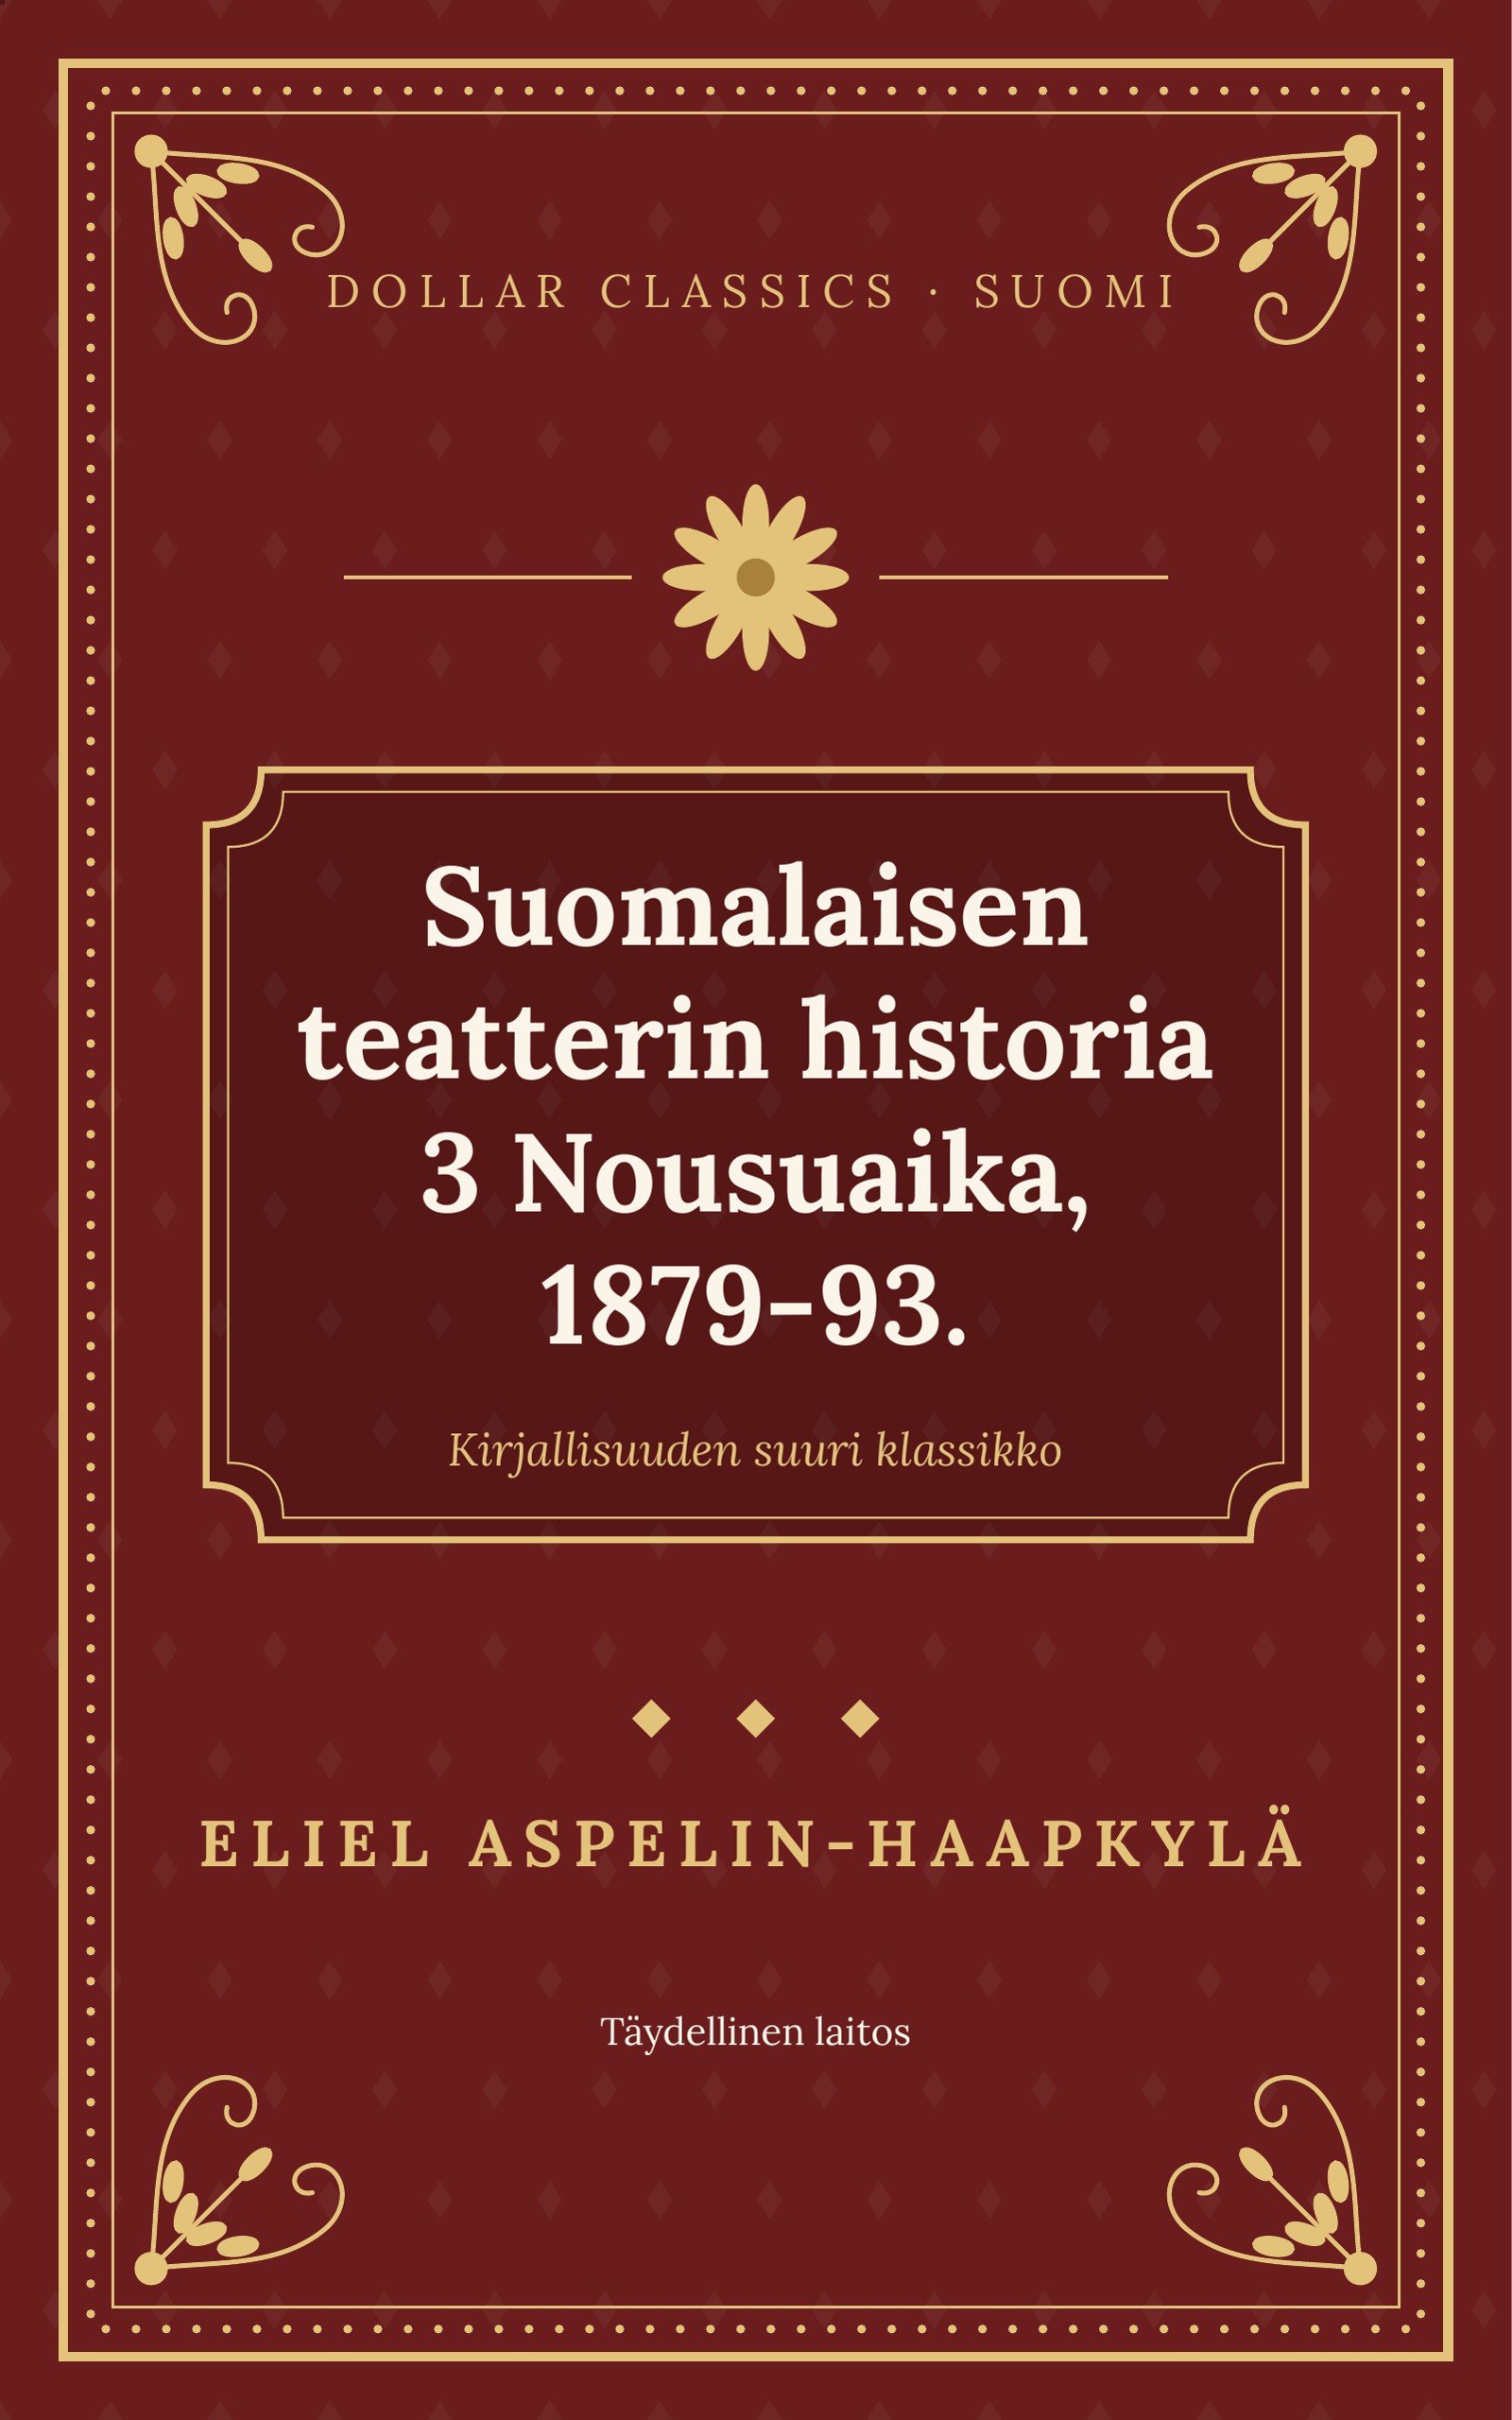 DOLLAR CLASSICS · SUOMI
Suomalaisen
teatterin historia
3 Nousuaika,
1879-93.
Kirjallisuuden suuri klassikko
ELIEL ASPELIN-HAAPKYLÄ
Täydellinen laitos